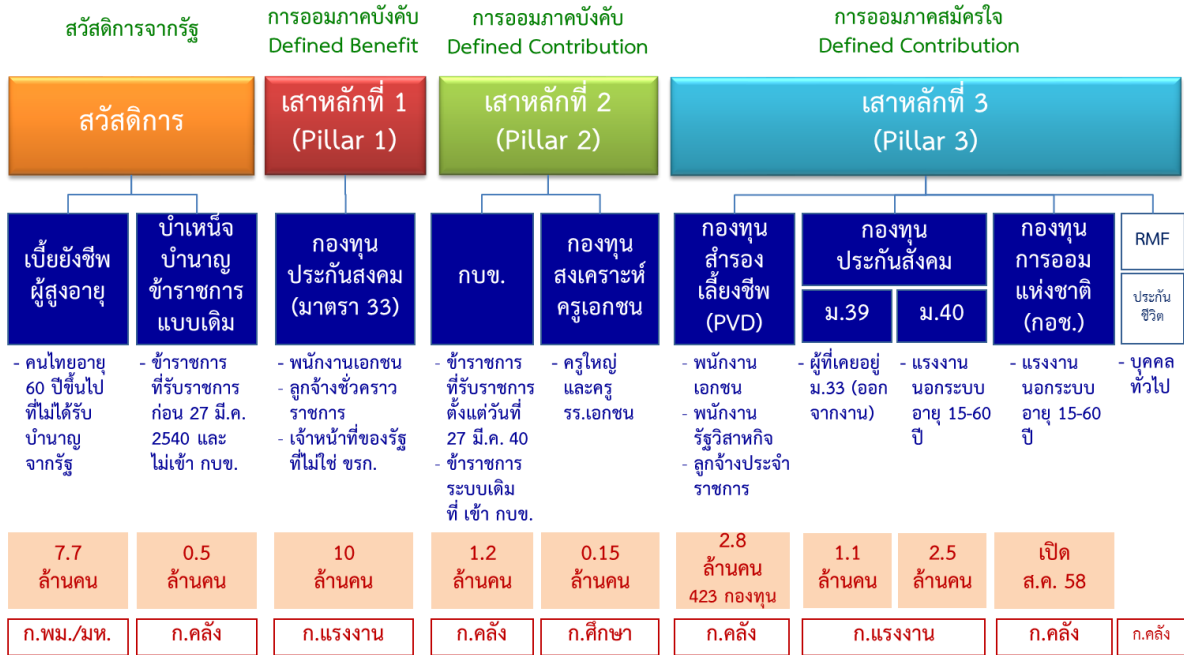 สวัสดิการจากรัฐ
การออมภาคบังคับ
Defined Benefit
การออมภาคบังคับ
Defined Contribution
การออมภาคสมัครใจ
Defined Contribution
สวัสดิการ
เสาหลักที่ 1
(Pillar 1)
เสาหลักที่ 2
(Pillar 2)
เสาหลักที่ 3
(Pillar 3)
เบี้ยยังชีพ
ผู้สูงอายุ
บำเหน็จ
บำนาญ
ข้าราชการ
แบบเดิม
กองทุน
ประกันสงคม
(มาตรา 33)
กบข.
กองทุน
สงเคราะห์
ครูเอกชน
กองทุน
สำรอง
เลี้ยงชีพ
(PVD)
กองทุน
ประกันสังคม
ม.39
ม.40
กองทุน
การออม
แห่งชาติ
(กอช.)
RMF
ประกัน
ชีวิต
- คนไทยอายุ
60 ปีขึ้นไป
ที่ไม่ได้รับ
บำนาญ
จากรัฐ
- ข้าราชการ
ที่รับราชการ
ก่อน 27 มี.ค.
2540 และ
ไม่เข้า กบข.
- พนักงานเอกชน
- ลูกจ้างชั่วคราว
ราชการ
- เจ้าหน้าที่ของรัฐ
ที่ไม่ใช่ ขรก.
- ข้าราชการ
ที่รับราชการ
ตั้งแต่วันที่
27 มี.ค. 40
- ข้าราชการ
ระบบเดิม
ที่ เข้า กบข.
- ครูใหญ่
และครู
รร.เอกชน
- พนักงาน
เอกชน
- พนักงาน
รัฐวิสาหกิจ
- ลูกจ้างประจำ
ราชการ
- ผู้ที่เคยอยู่
ม.33 (ออก
จากงาน)
- แรงงาน
นอกระบบ
อายุ 15-60
ปี
- แรงงาน
นอกระบบ
อายุ 15-60
ปี
- บุคคล
ทั่วไป
7.7
ล้านคน
0.5
ล้านคน
10
ล้านคน
1.2
ล้านคน
0.15
ล้านคน
2.8
ล้านคน
423 กองทุน
1.1
ล้านคน
2.5
ล้านคน
เปิด
ส.ค. 58
ก.พม./มห.
ก.คลัง
ก.แรงงาน
ก.คลัง
ก.ศึกษา
ก.คลัง
ก.แรงงาน
ก.คลัง
ก.คลัง